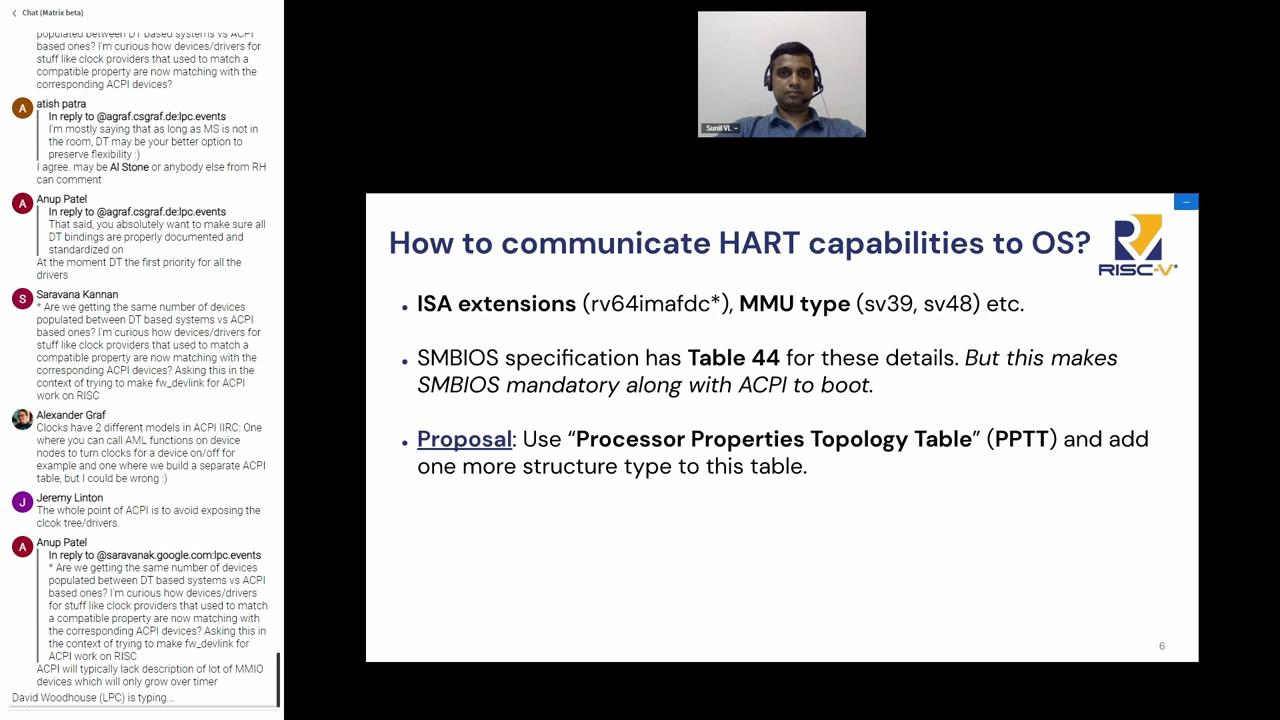 Chat (Matrix beta)
populated between DT based systems vs ACPI
based ones? I'm curious how devices/drivers for
stuff like clock providers that used to match a
compatible property are now matching with the
corresponding ACPI devices?
A
atish patra
In reply to @agraf.csgraf.de:lpc.events
I'm mostly saying that as long as MS is not in
the room, DT may be your better option to
preserve flexibility :)
I agree. may be Al Stone or anybody else from RH
can comment
A
Anup Patel
In reply to @agraf.csgraf.de:lpc.events
That said, you absolutely want to make sure all
DT bindings are properly documented and
standardized on
At the moment DT the first priority for all the
drivers
S
Saravana Kannan
* Are we getting the same number of devices
populated between DT based systems vs ACPI
based ones? I'm curious how devices/drivers for
stuff like clock providers that used to match a
compatible property are now matching with the
corresponding ACPI devices? Asking this in the
context of trying to make fw_devlink for ACPI
work on RISC
Alexander Graf
Clocks have 2 different models in ACPI IIRC: One
where you can call AML functions on device
nodes to turn clocks for a device on/off for
example and one where we build a separate ACPI
table, but I could be wrong :)
J
Jeremy Linton
The whole point of ACPI is to avoid exposing the
clcok tree/drivers.
A
Anup Patel
In reply to @saravanak.google.com:lpc.events
* Are we getting the same number of devices
populated between DT based systems vs ACPI
based ones? I'm curious how devices/drivers
for stuff like clock providers that used to match
a compatible property are now matching with
the corresponding ACPI devices? Asking this in
the context of trying to make fw_devlink for
ACPI work on RISC
ACPI will typically lack description of lot of MMIO
devices which will only grow over timer
David Woodhouse (LPC) is typing...
Sunil VL
How to communicate HART capabilities to OS?
RISC-V®
• ISA extensions (rv64imafdc*), MMU type (sv39, sv48) etc.
• SMBIOS specification has Table 44 for these details. But this makes
SMBIOS mandatory along with ACPI to boot.
• Proposal: Use “Processor Properties Topology Table” (PPTT) and add
one more structure type to this table.
6